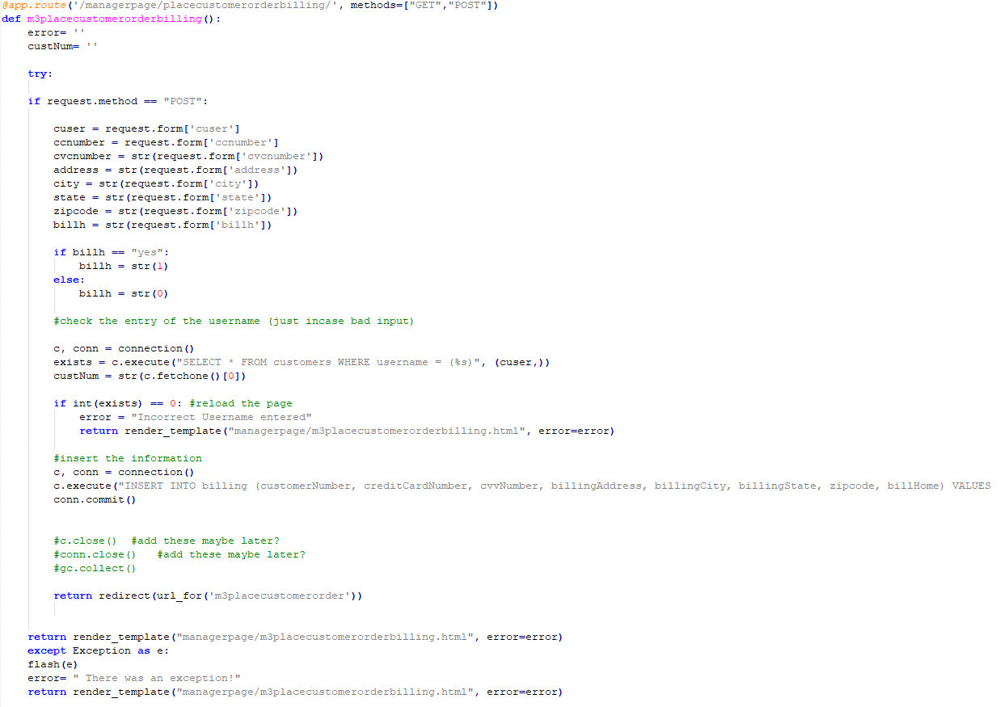 @app.route('/managerpage/placecustomerorderbilling/', methods=["GET","POST"])
def m3placecustomerorderbilling():
    error= ''
    custNum= ''
    try:
    if request.method == "POST":
        cuser = request.form['cuser']
        ccnumber = request.form['ccnumber']
        cvcnumber = str(request.form['cvcnumber'])
        address = str(request.form['address'])
        city = str(request.form['city'])
        state = str(request.form['state'])
        zipcode = str(request.form['zipcode'])
        billh = str(request.form['billh'])
        if billh == "yes":
            billh = str(1)
        else:
            billh = str(0)
        #check the entry of the username (just incase bad input)
        c, conn = connection()
        exists = c.execute("SELECT * FROM customers WHERE username = (%s)", (cuser,))
        custNum = str(c.fetchone()[0])
        if int(exists) == 0: #reload the page
            error = "Incorrect Username entered"
            return render_template("managerpage/m3placecustomerorderbilling.html", error=error)
        #insert the information
        c, conn = connection()
        c.execute("INSERT INTO billing (customerNumber, creditCardNumber, cvvNumber, billingAddress, billingCity, billingState, zipcode, billHome) VALUES
        conn.commit()
        #c.close()  #add these maybe later?
        #conn.close()   #add these maybe later?
        #gc.collect()
        return redirect(url_for('m3placecustomerorder'))
    return render_template("managerpage/m3placecustomerorderbilling.html", error=error)
    except Exception as e:
    flash(e)
    error= " There was an exception!"
    return render_template("managerpage/m3placecustomerorderbilling.html", error=error)